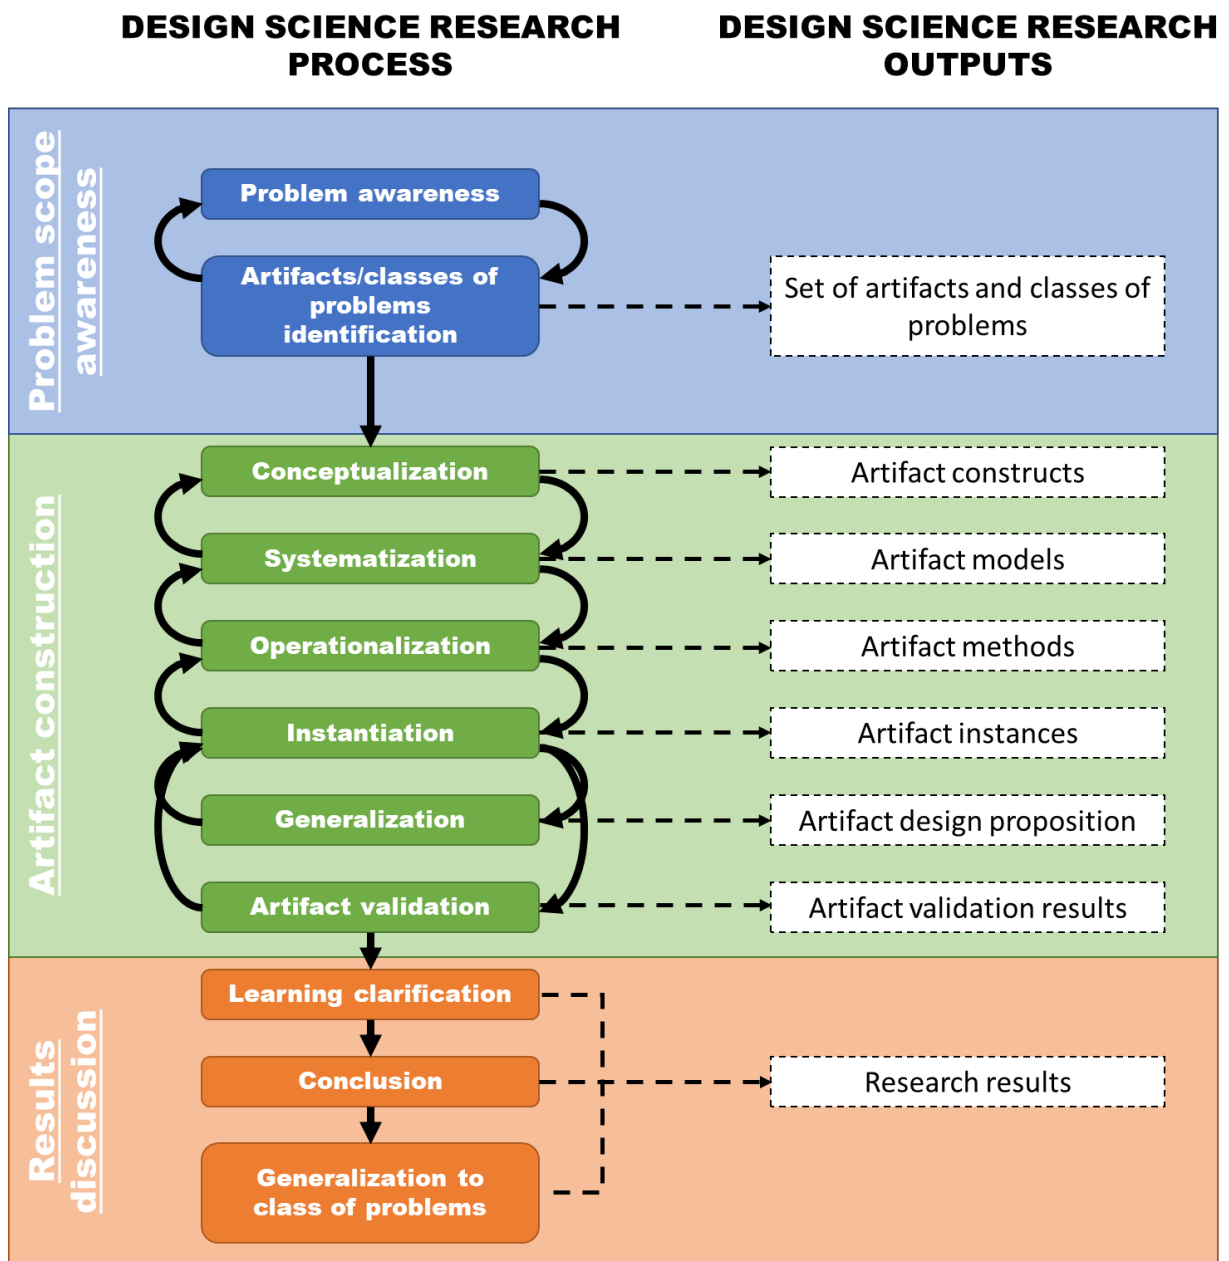 DESIGN SCIENCE RESEARCH
PROCESS
DESIGN SCIENCE RESEARCH
OUTPUTS
Problem scope
awareness
Problem awareness
Artifacts/classes of
problems
identification
Set of artifacts and classes of
problems
Artifact construction
Conceptualization
Artifact constructs
Systematization
Artifact models
Operationalization
Artifact methods
Instantiation
Artifact instances
Generalization
Artifact design proposition
Artifact validation
Artifact validation results
Results
discussion
Learning clarification
Conclusion
Research results
Generalization to
class of problems